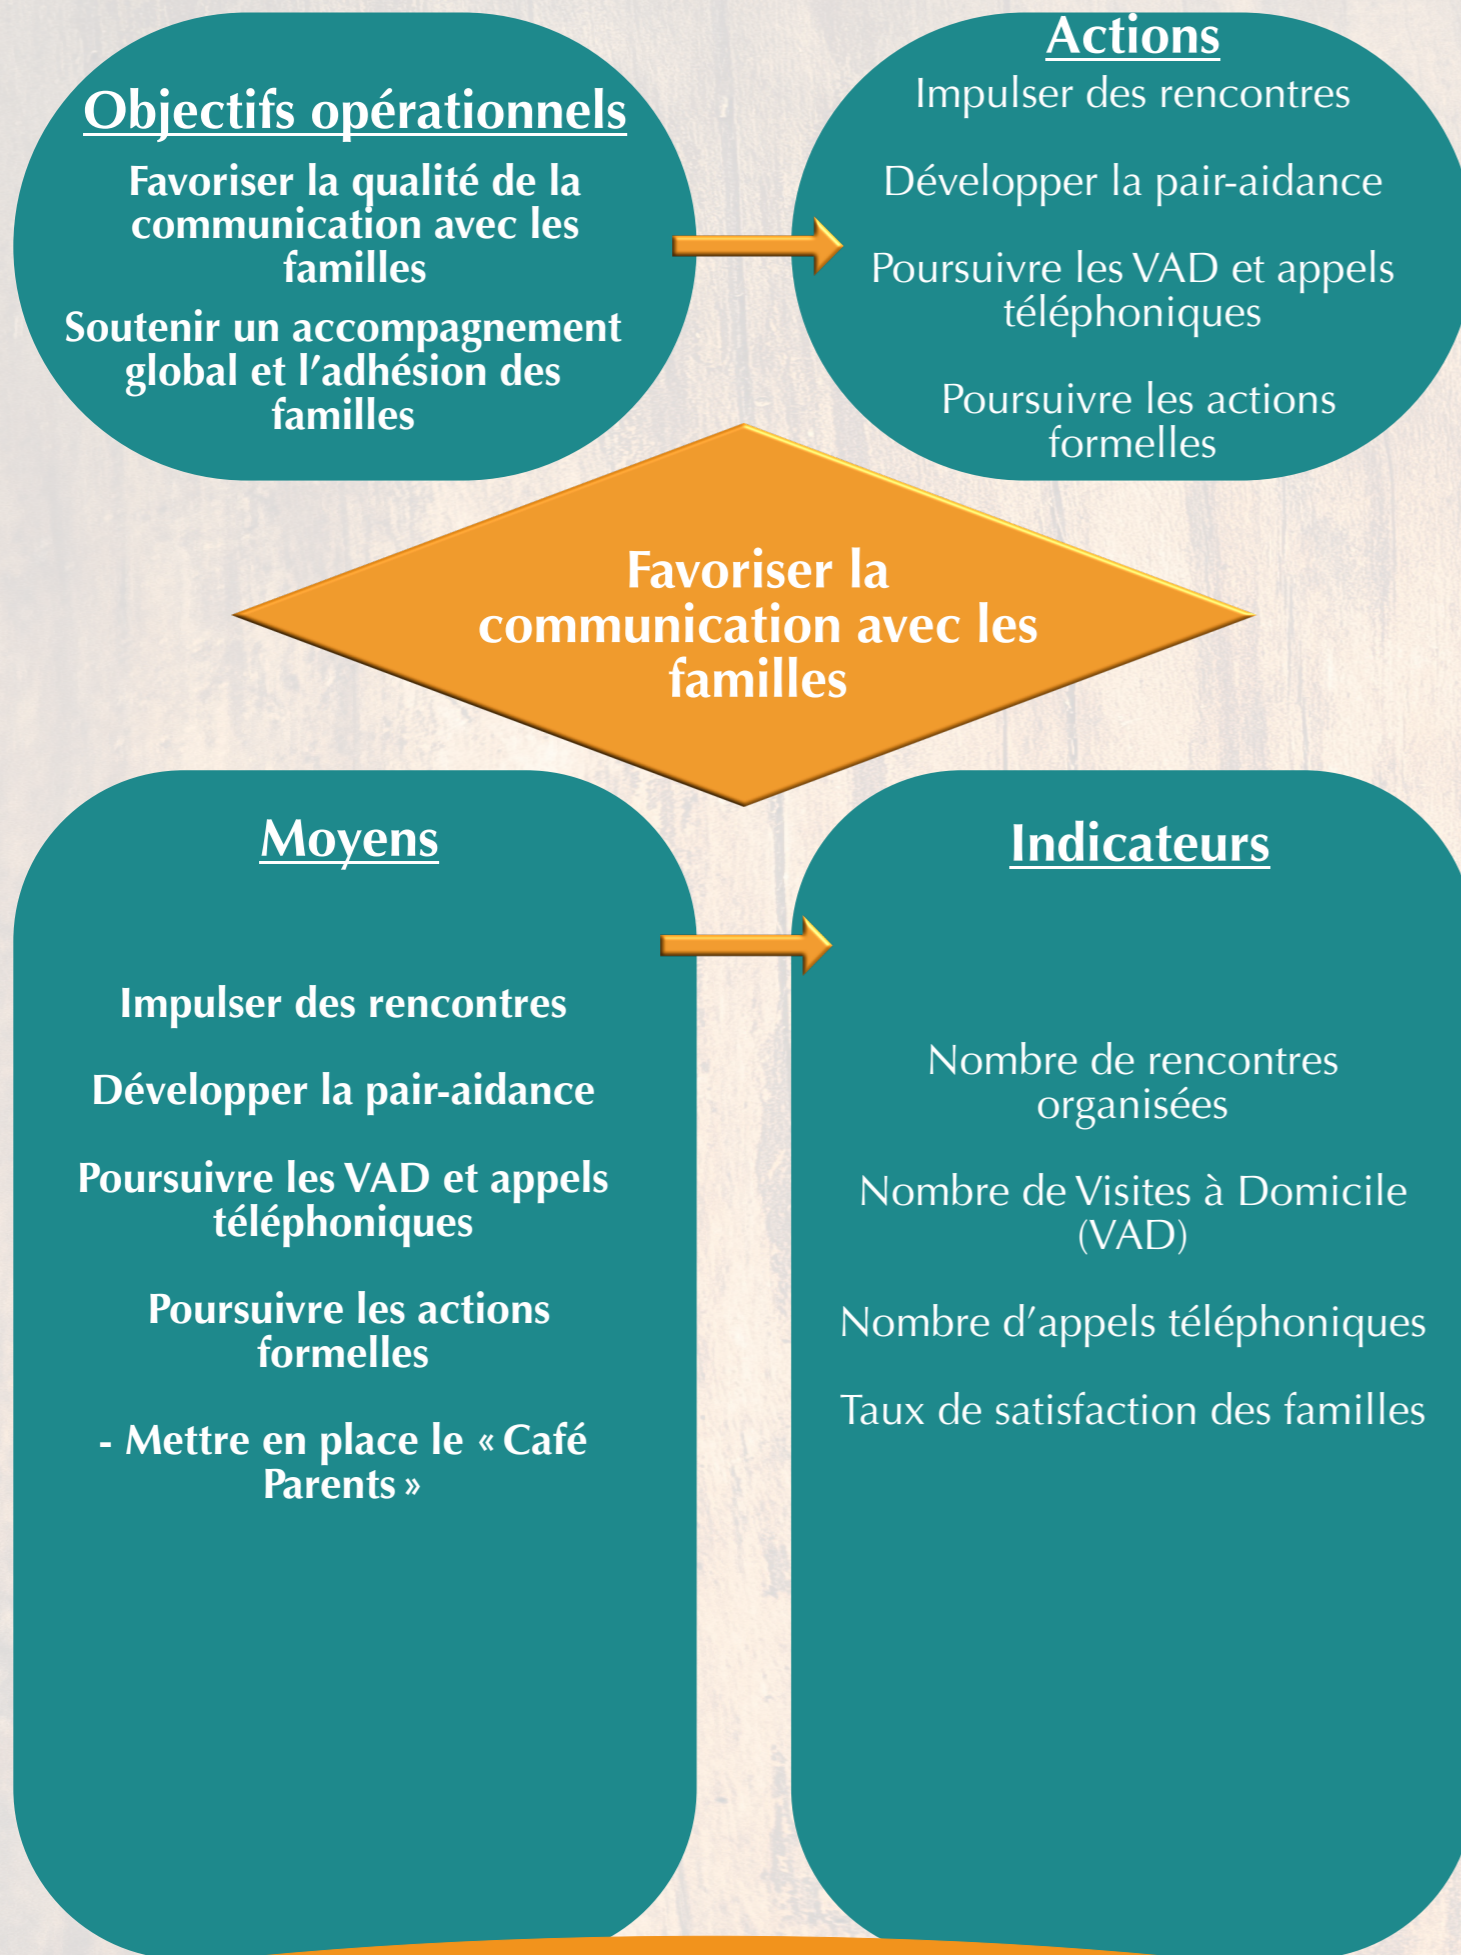 Objectifs opérationnels
Favoriser la qualité de la
communication avec les
familles
Soutenir un accompagnement
global et l’adhésion des
familles
Actions
Impulser des rencontres
Développer la pair-aidance
Poursuivre les VAD et appels
téléphoniques
Poursuivre les actions
formelles
Favoriser la
communication avec les
familles
Moyens
Impulser des rencontres
Développer la pair-aidance
Poursuivre les VAD et appels
téléphoniques
Poursuivre les actions
formelles
- Mettre en place le « Café
Parents »
Indicateurs
Nombre de rencontres
organisées
Nombre de Visites à Domicile
(VAD)
Nombre d’appels téléphoniques
Taux de satisfaction des familles